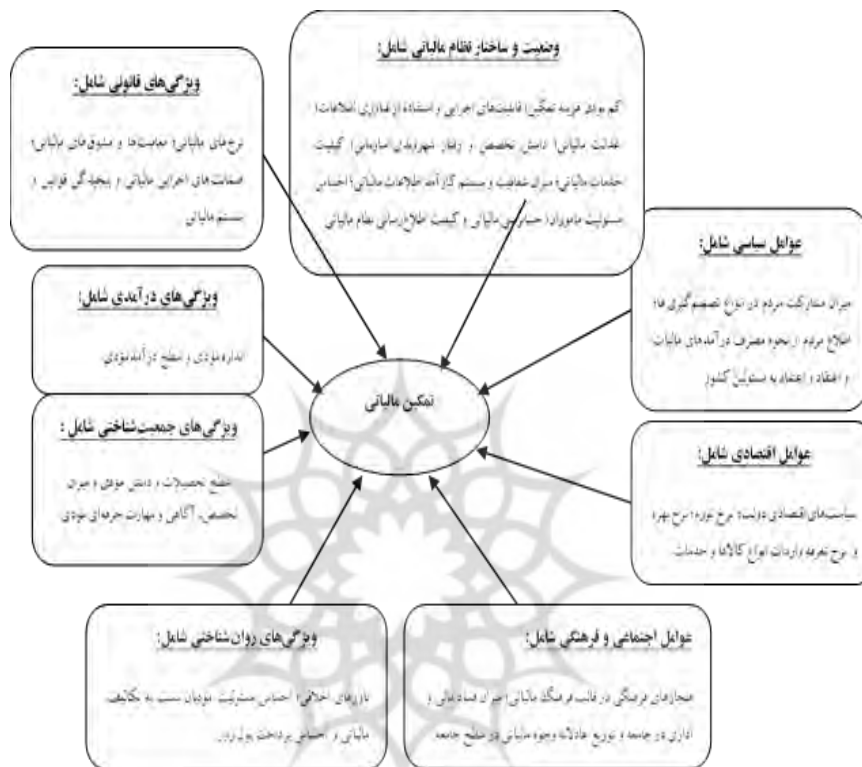 وضعیت و ساختار نظام مالیاتی شامل:
کم بودن هزینه تمکین؛ قابلیت‌های اجرایی و استفاده از فناوری اطلاعات؛
عدالت مالیاتی؛ دانش، تخصص و رفتار شهروندی سازمانی؛ کیفیت
خدمات مالیاتی؛ میزان شفافیت و سیستم کارآمد اطلاعات مالیاتی؛ احساس
مسئولیت ماموران؛ حسابرسی مالیاتی و کیفیت اطلاع‌رسانی نظام مالیاتی
ویژگی‌های قانونی شامل:
نرخ‌های مالیاتی؛ معافیت‌ها و مشوق‌های مالیاتی؛
ضمانت‌های اجرایی مالیاتی و پیچیدگی قوانین و
سیستم مالیاتی
عوامل سیاسی شامل:
میزان مشارکت مردم در انواع تصمیم‌گیری ها؛
اطلاع مردم از نحوه مصرف درآمدهای مالیات
و اعتقاد و اعتماد به مسئولین کشور
ویژگی‌های درآمدی شامل:
اندازه مؤدی و سطح درآمد مؤدی.
تمکین مالیاتی
ویژگی‌های جمعیت‌شناختی شامل :
سطح تحصیلات و دانش مؤدی و میزان
تخصص، آگاهی و مهارت حرفه‌ای مؤدی
عوامل اقتصادی شامل:
سیاست‌های اقتصادی دولت؛ نرخ تورم؛ نرخ بهره
و نرخ تعرفه واردات انواع کالاها و خدمات.
عوامل اجتماعی و فرهنگی شامل:
هنجارهای فرهنگی در قالب فرهنگ مالیاتی؛ میزان فساد مالی و
اداری در جامعه و توزیع عادلانه وجوه مالیاتی در سطح جامعه
ویژگی‌های روان‌شناختی شامل:
باورهای اخلاقی؛ احساس مسئولیت مؤدیان نسبت به تکالیف
مالیاتی و احساس پرداخت پول زور.